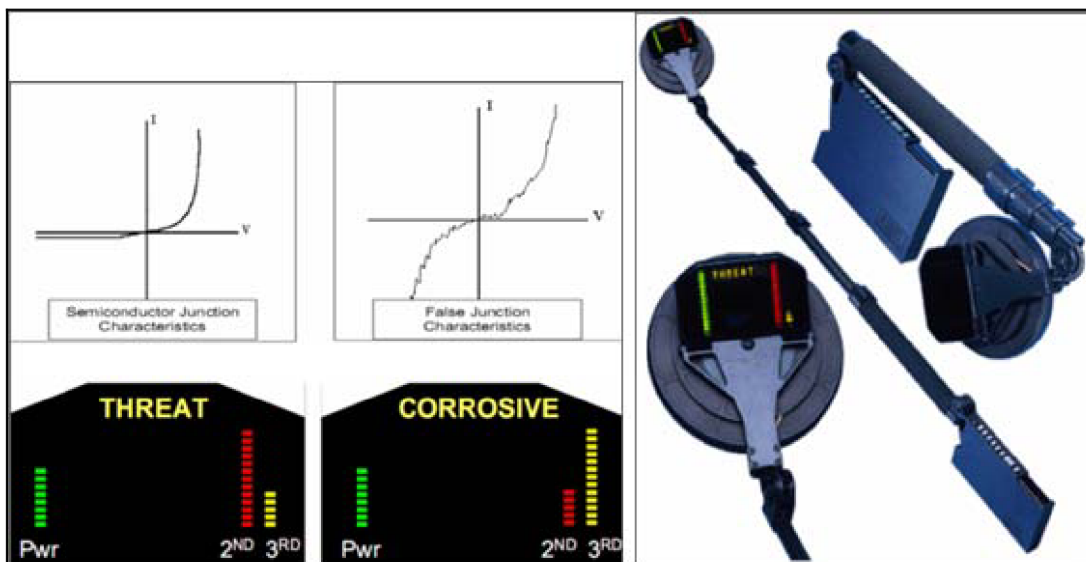 I
V
Semiconductor Junction
Characteristics
I
V
False Junction
Characteristics
THREAT
Pwr
2ND
3RD
CORROSIVE
Pwr
2ND
3RD
THREAT